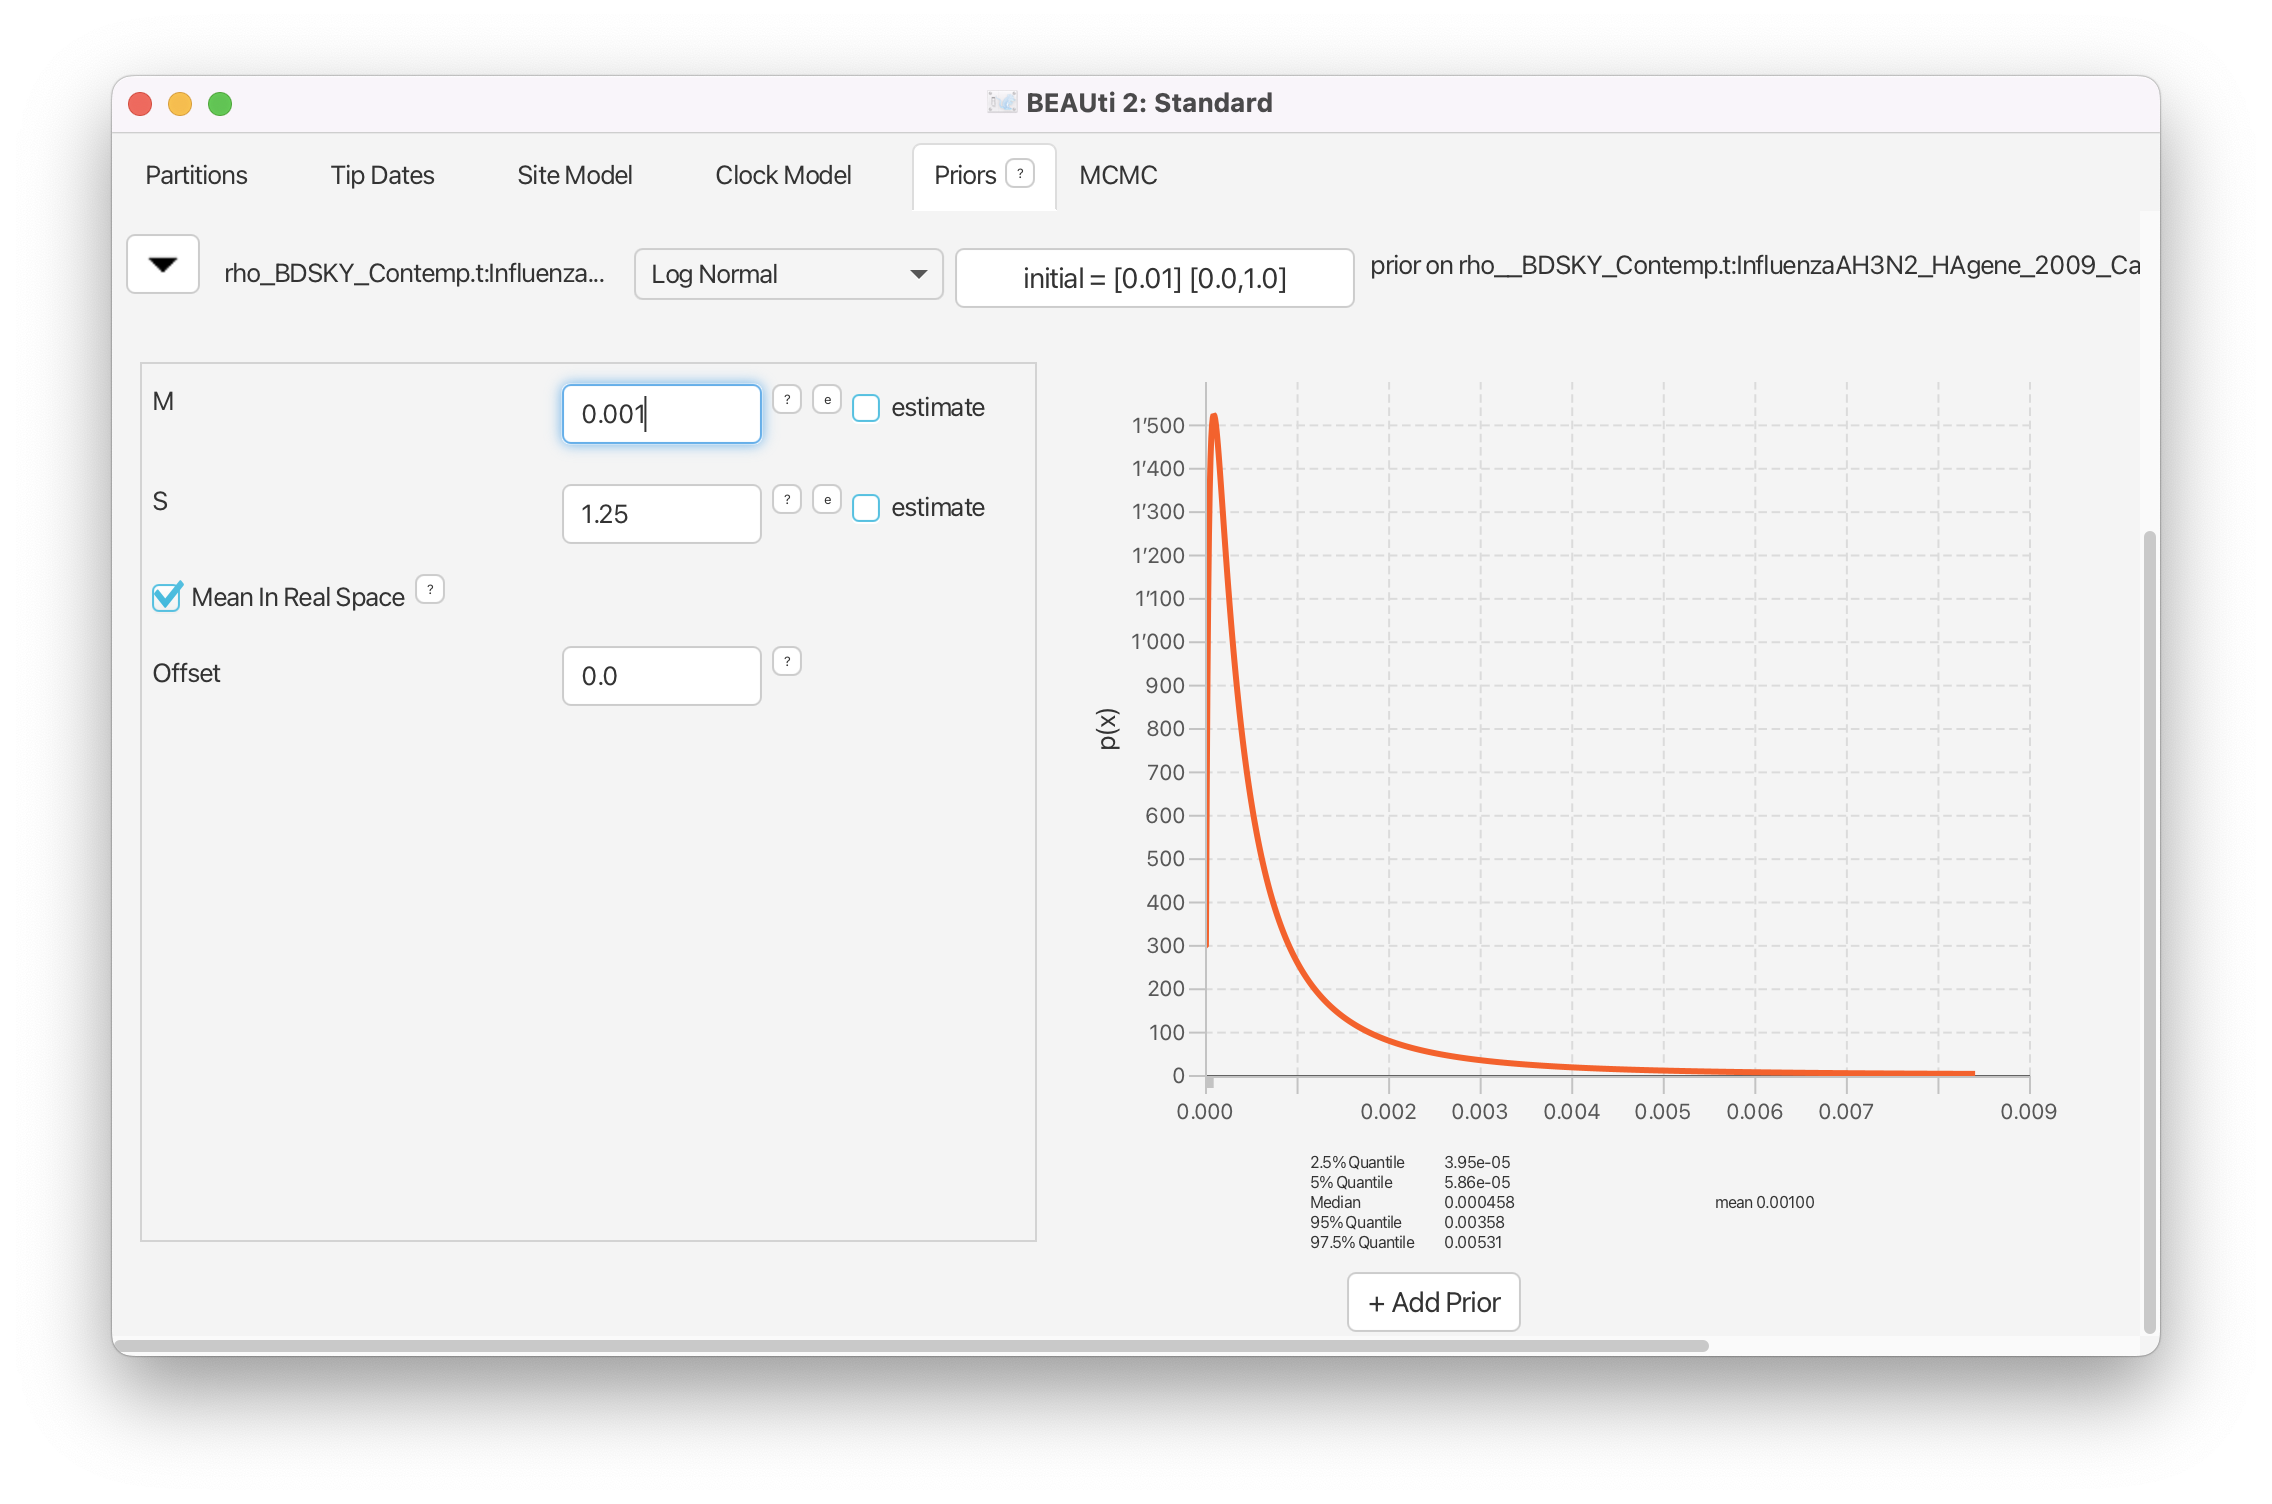 BEAUti 2: Standard
Partitions Tip Dates Site Model Clock Model Priors ? MCMC
rho_BDSKY_Contemp.t:Influenza... Log Normal initial = [0.01] [0.0,1.0] prior on rho__BDSKY_Contemp.t:InfluenzaAH3N2_HAgene_2009_Ca
M 0.001 ? e estimate
S 1.25 ? e estimate
Mean In Real Space ?
Offset 0.0 ?
p(x)
1'500
1'400
1'300
1'200
1'100
1'000
900
800
700
600
500
400
300
200
100
0
0.000 0.002 0.003 0.004 0.005 0.006 0.007 0.009
2.5% Quantile 3.95e-05
5% Quantile 5.86e-05
Median 0.000458 mean 0.00100
95% Quantile 0.00358
97.5% Quantile 0.00531
+ Add Prior